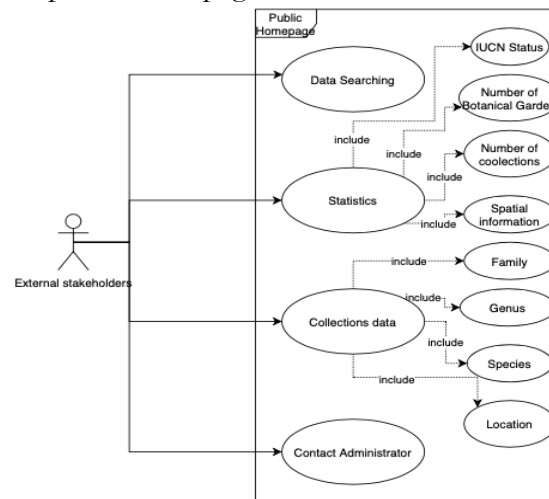 Public
Homepage
IUCN Status
Data Searching
Number of
Botanical Garde
include
include
include
Number of
coolections
Statistics
include
Spatial
information
External stakeholders
include
Family
include
Genus
Collections data
include
Species
include
Location
Contact Administrator